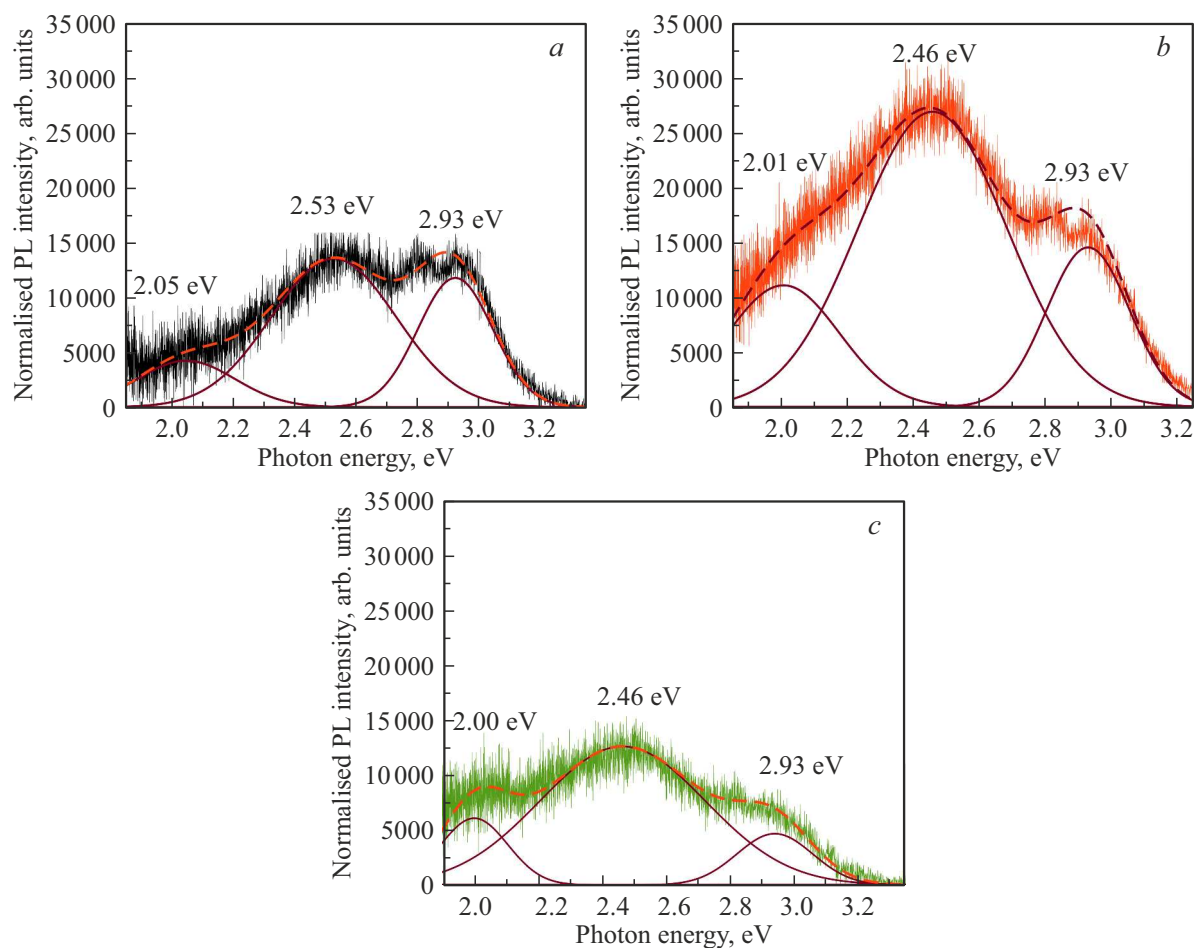 a
Normalised PL intensity, arb. units
35 000
30 000
25 000
20 000
15 000
10 000
5000
0
2.05 eV
2.53 eV
2.93 eV
2.0 2.2 2.4 2.6 2.8 3.0 3.2
Photon energy, eV
b
Normalised PL intensity, arb. units
35 000
30 000
25 000
20 000
15 000
10 000
5000
0
2.01 eV
2.46 eV
2.93 eV
2.0 2.2 2.4 2.6 2.8 3.0 3.2
Photon energy, eV
c
Normalised PL intensity, arb. units
35 000
30 000
25 000
20 000
15 000
10 000
5000
0
2.00 eV
2.46 eV
2.93 eV
2.0 2.2 2.4 2.6 2.8 3.0 3.2
Photon energy, eV